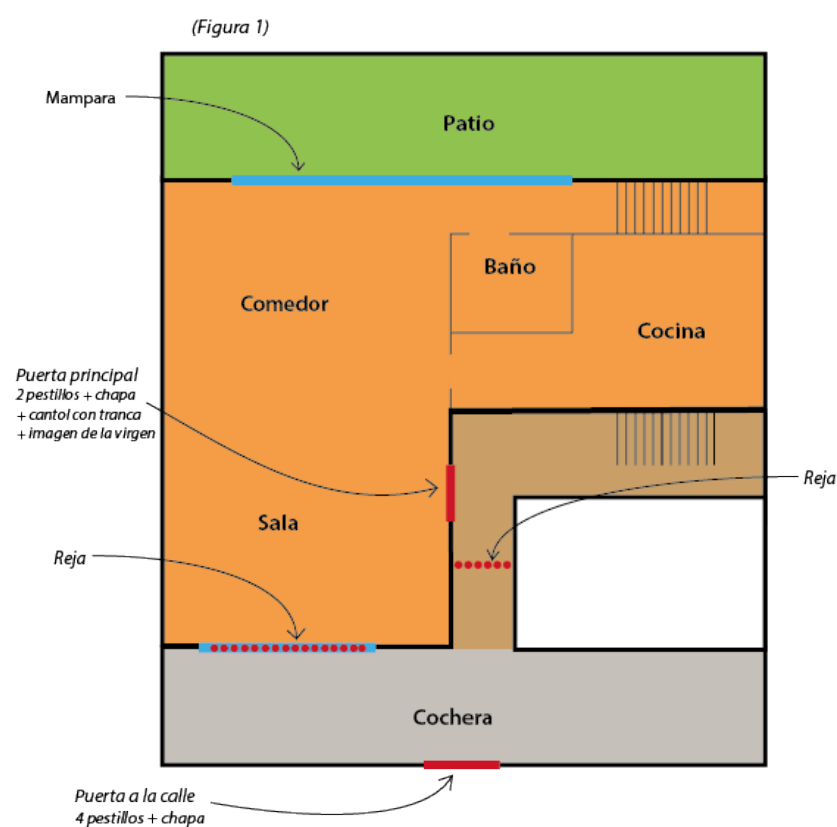 (Figura 1)
Mampara
Patio
Baño
Comedor
Cocina
Puerta principal
2 pestillos + chapa
+ cantol con tranca
+ imagen de la virgen
Reja
Sala
Reja
Cochera
Puerta a la calle
4 pestillos + chapa